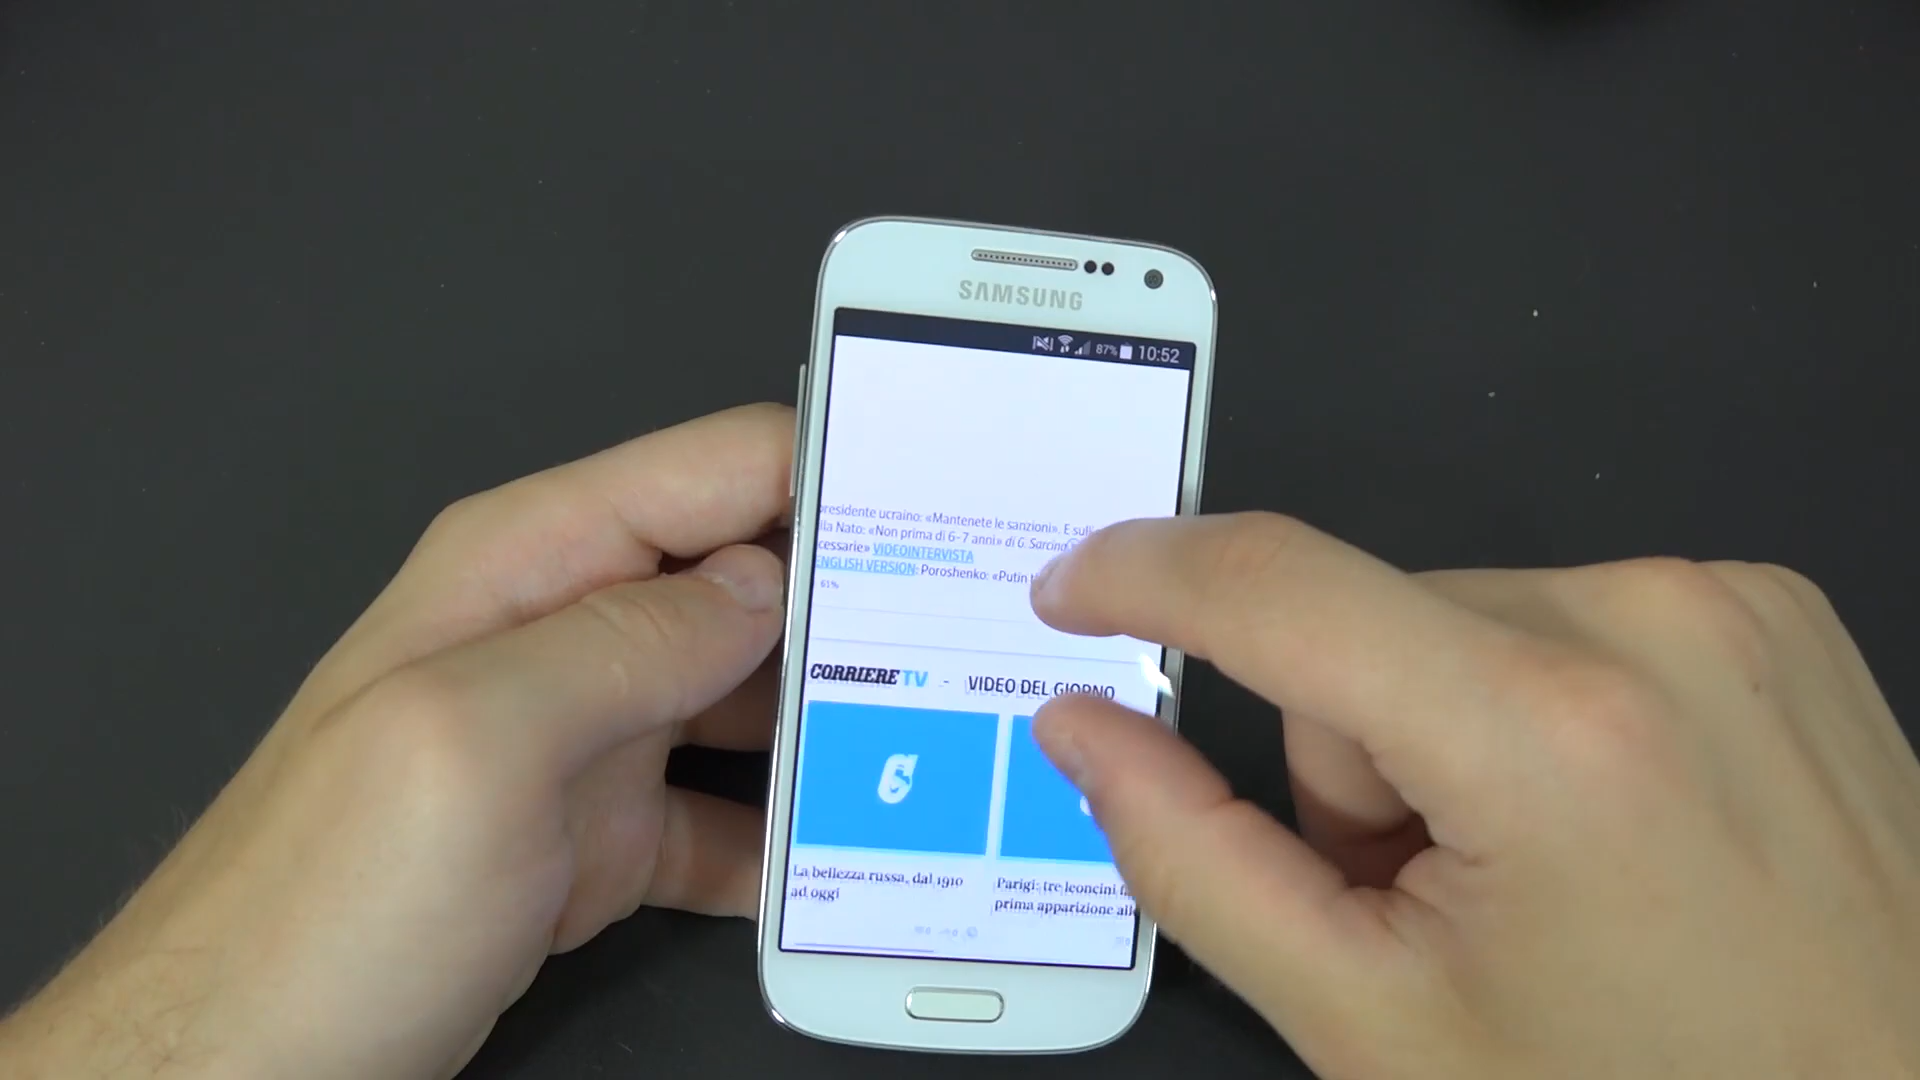 SAMSUNG
87% 10:52
presidente ucraino: «Mantenete le sanzioni». E
lla Nato: «Non prima di 6-7 anni» di G. Sarcina
cessarie» VIDEOINTERVISTA
ENGLISH VERSION: Poroshenko: «Putin
61%
CORRIERE TV - VIDEO DEL GIORNO
La bellezza russa, dal 1910
ad oggi
Parigi: tre leoncini
prima apparizione